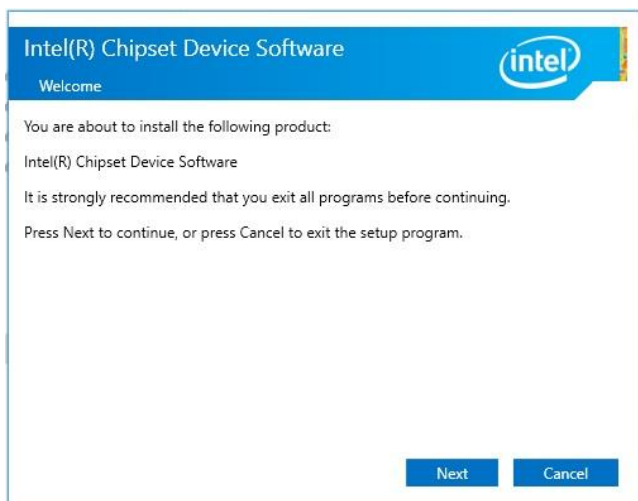 Intel(R) Chipset Device Software
intel
Welcome
You are about to install the following product:
Intel(R) Chipset Device Software
It is strongly recommended that you exit all programs before continuing.
Press Next to continue, or press Cancel to exit the setup program.
Next
Cancel